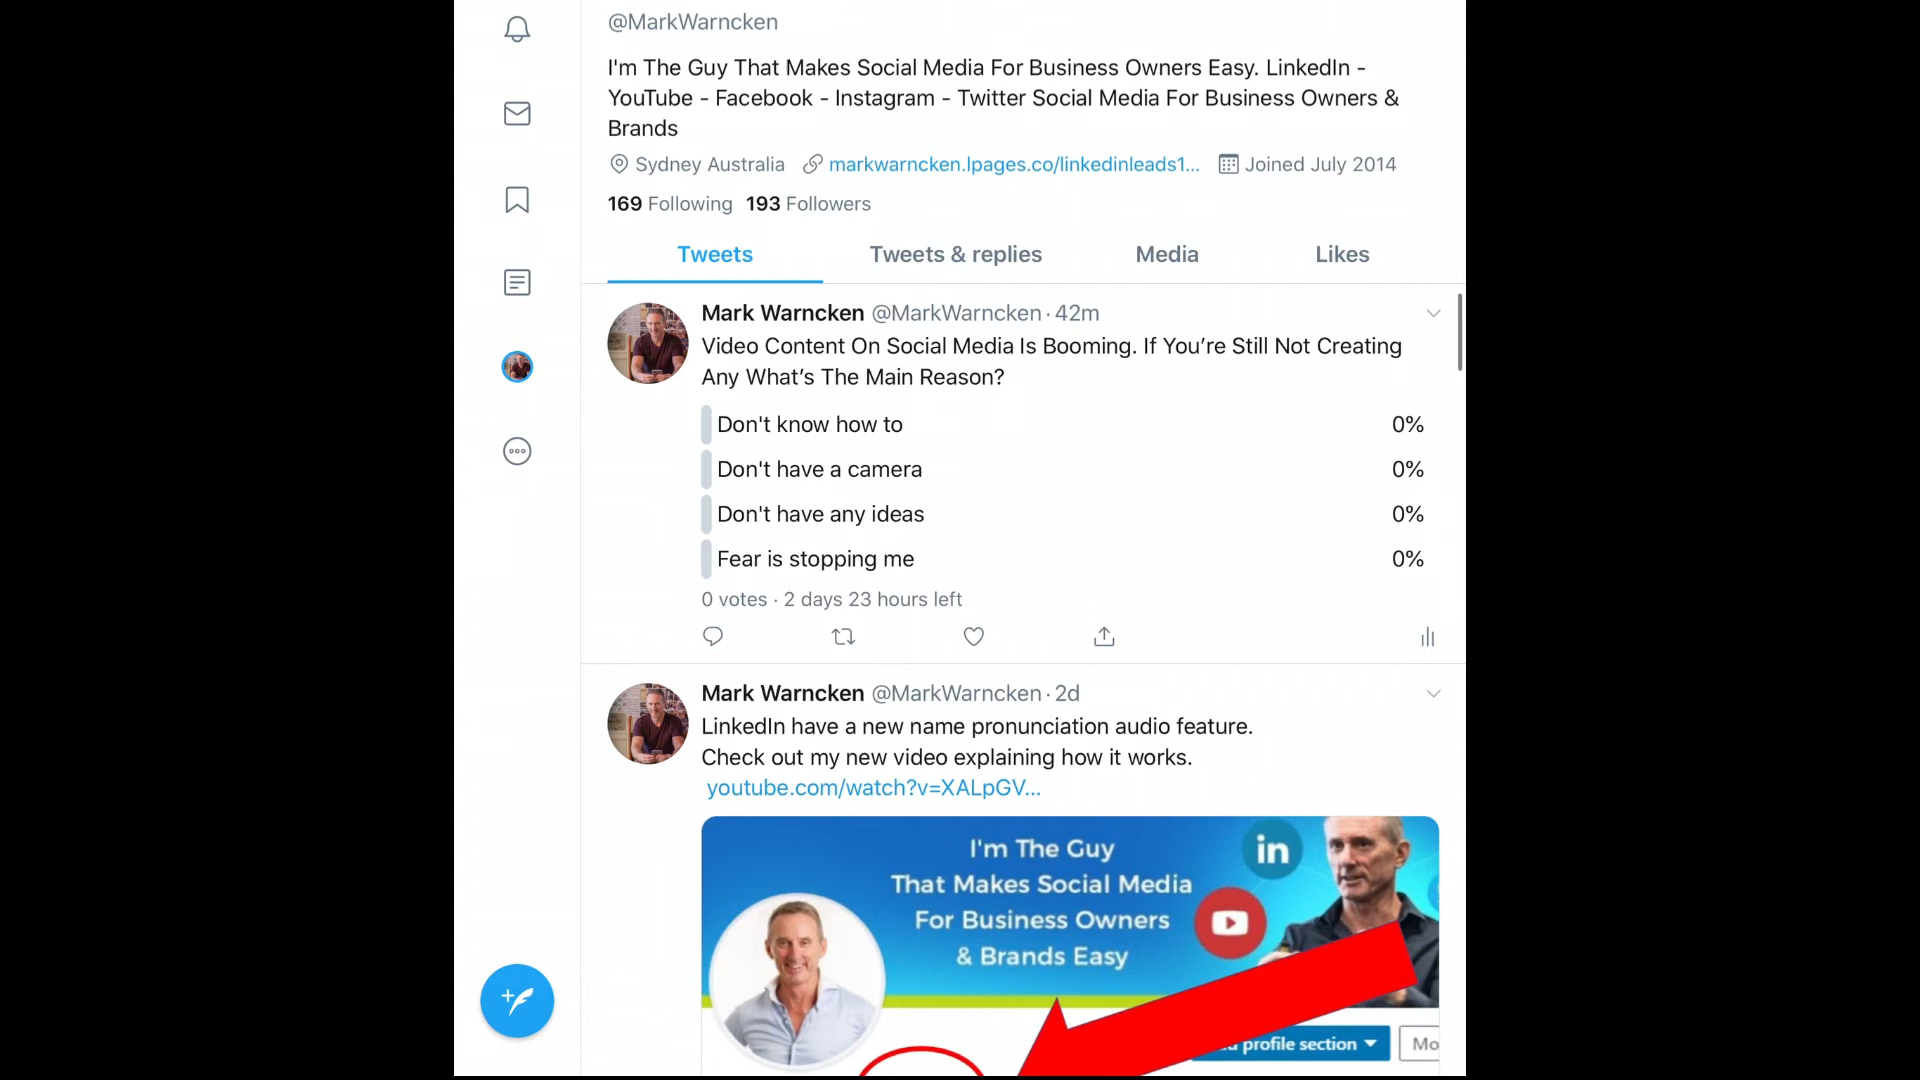 @MarkWarncken
I'm The Guy That Makes Social Media For Business Owners Easy. LinkedIn -
YouTube - Facebook - Instagram - Twitter Social Media For Business Owners &
Brands
Sydney Australia markwarncken.lpages.co/linkedinleads1... Joined July 2014
169 Following 193 Followers
Tweets Tweets & replies Media Likes
Mark Warncken @MarkWarncken · 42m
Video Content On Social Media Is Booming. If You’re Still Not Creating
Any What’s The Main Reason?
Don't know how to 0%
Don't have a camera 0%
Don't have any ideas 0%
Fear is stopping me 0%
0 votes · 2 days 23 hours left
Mark Warncken @MarkWarncken · 2d
LinkedIn have a new name pronunciation audio feature.
Check out my new video explaining how it works.
youtube.com/watch?v=XALpGV...
I'm The Guy
That Makes Social Media
For Business Owners
& Brands Easy
in
profile section